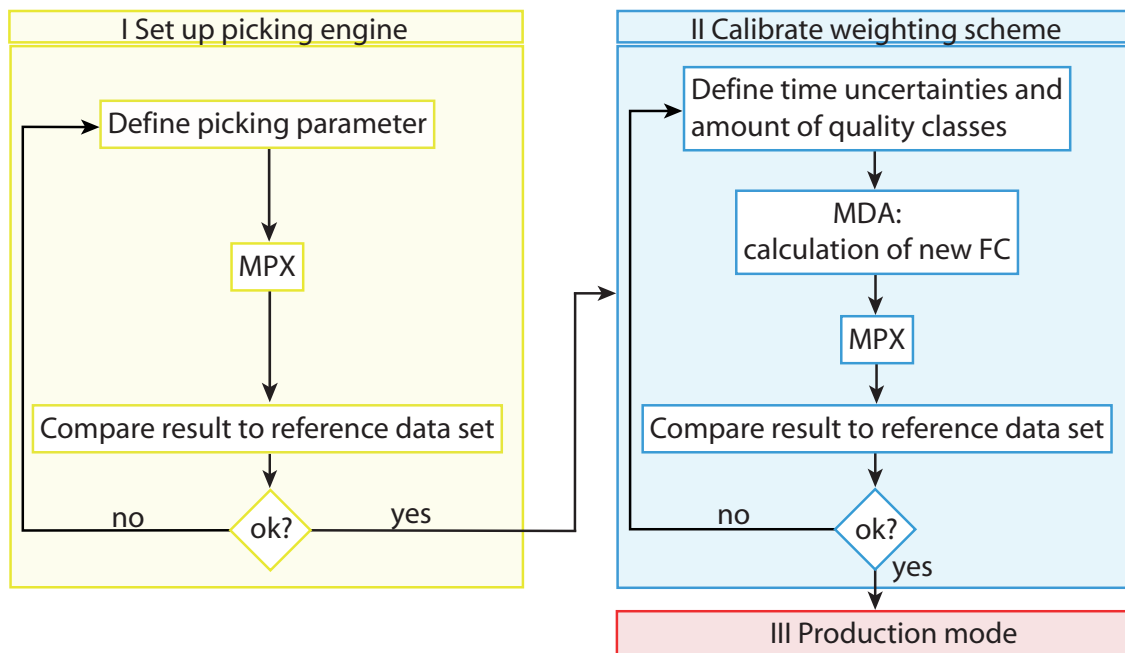 I Set up picking engine
Define picking parameter
MPX
Compare result to reference data set
ok?
no
yes
II Calibrate weighting scheme
Define time uncertainties and
amount of quality classes
MDA:
calculation of new FC
MPX
Compare result to reference data set
ok?
no
yes
III Production mode